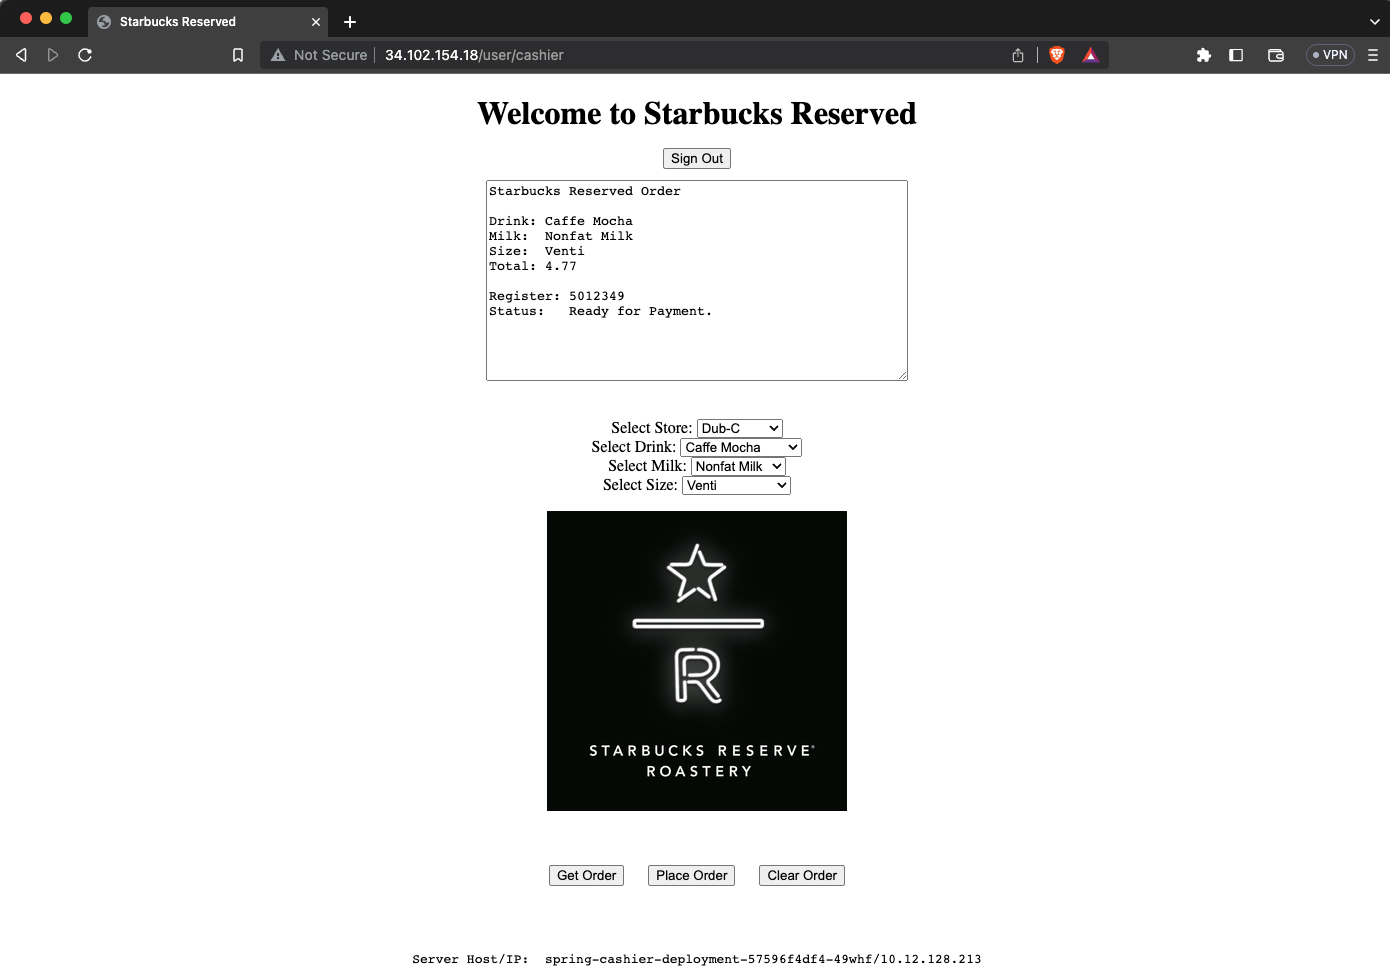 Starbucks Reserved
Not Secure 34.102.154.18/user/cashier
VPN
Welcome to Starbucks Reserved
Sign Out
Starbucks Reserved Order
Drink: Caffe Mocha
Milk:  Nonfat Milk
Size:  Venti
Total: 4.77
Register: 5012349
Status:   Ready for Payment.
Select Store: Dub-C
Select Drink: Caffe Mocha
Select Milk: Nonfat Milk
Select Size: Venti
R
STARBUCKS RESERVE®
ROASTERY
Get Order Place Order Clear Order
Server Host/IP:  spring-cashier-deployment-57596f4df4-49whf/10.12.128.213